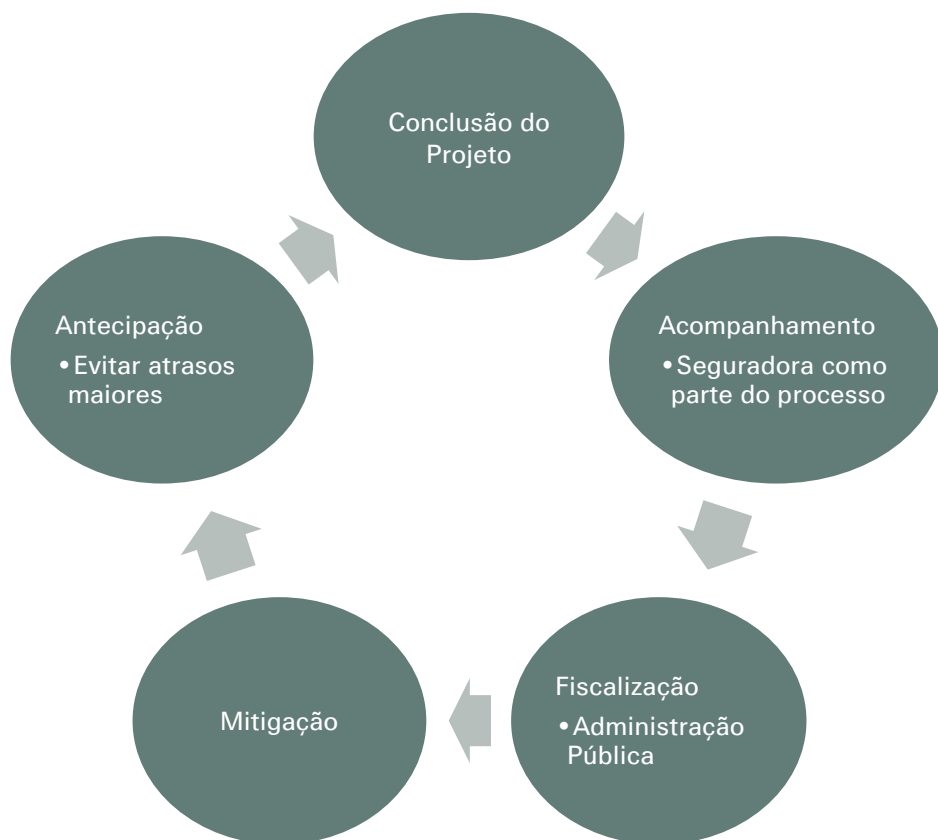 Conclusão do
Projeto
Acompanhamento
• Seguradora como
parte do processo
Fiscalização
• Administração
Pública
Mitigação
Antecipação
• Evitar atrasos
maiores